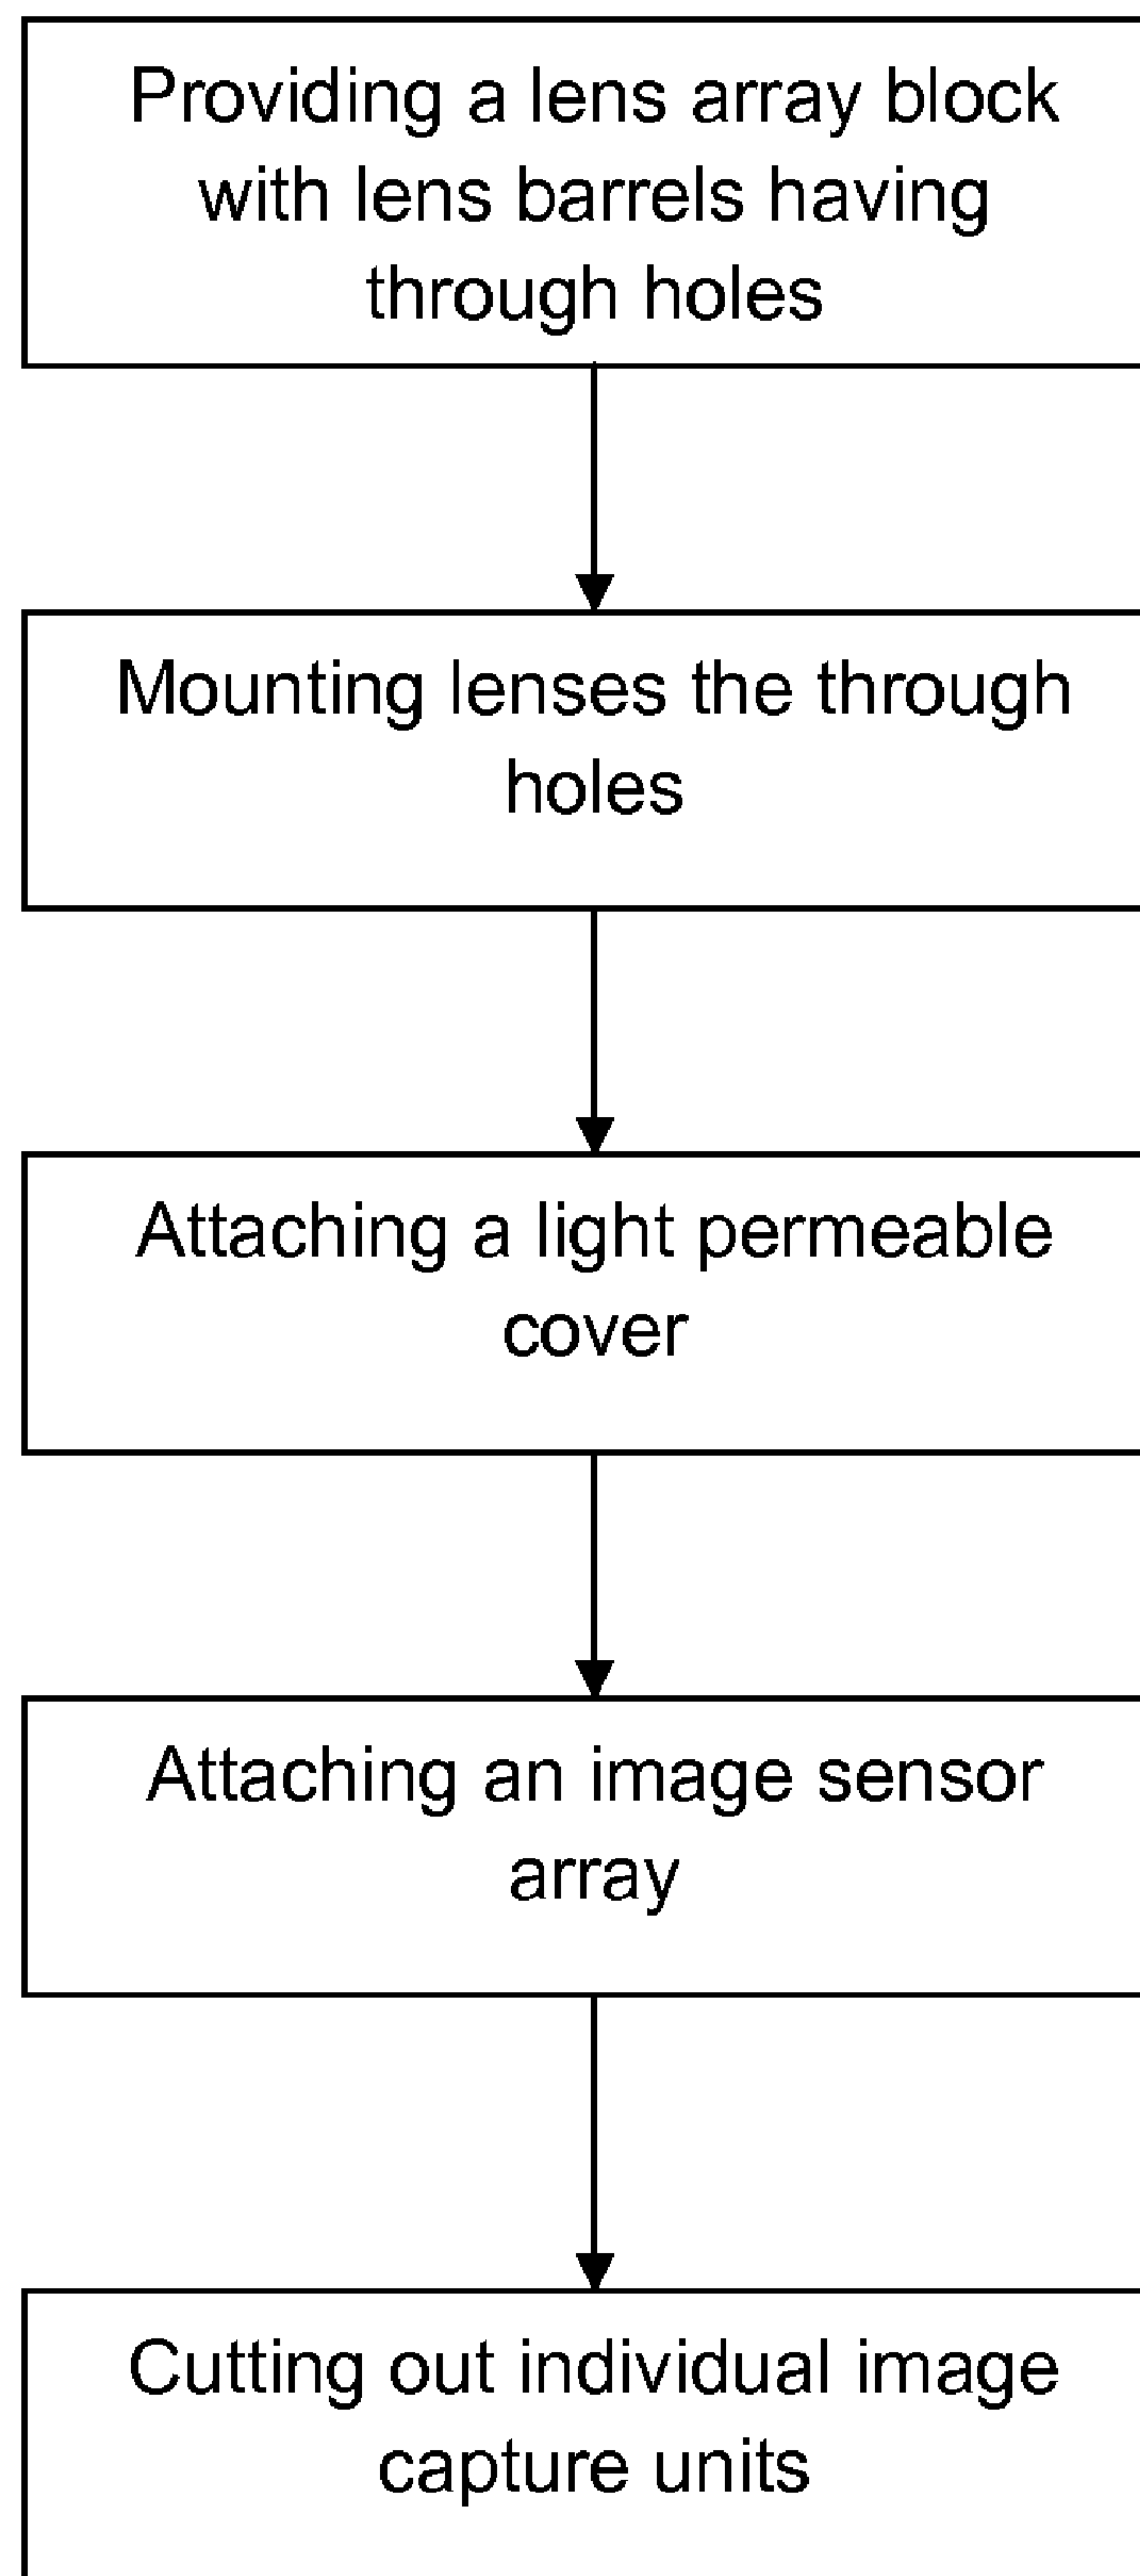 Providing a lens array block
with lens barrels having
through holes
Mounting lenses the through
holes
Attaching a light permeable
cover
Attaching an image sensor
array
Cutting out individual image
capture units